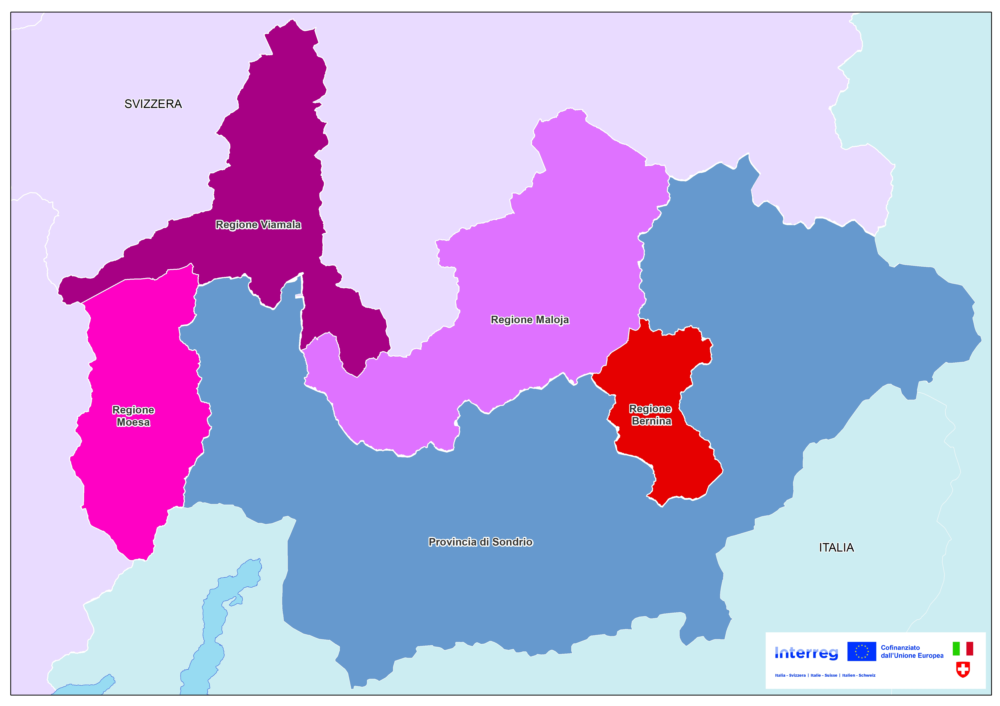 SVIZZERA
Regione Viamala
Regione Maloja
Regione
Moesa
Regione
Bernina
Provincia di Sondrio
ITALIA
Interreg
Cofinanziato
dall'Unione Europea
Italia – Svizzera | Italie – Suisse | Italien – Schweiz